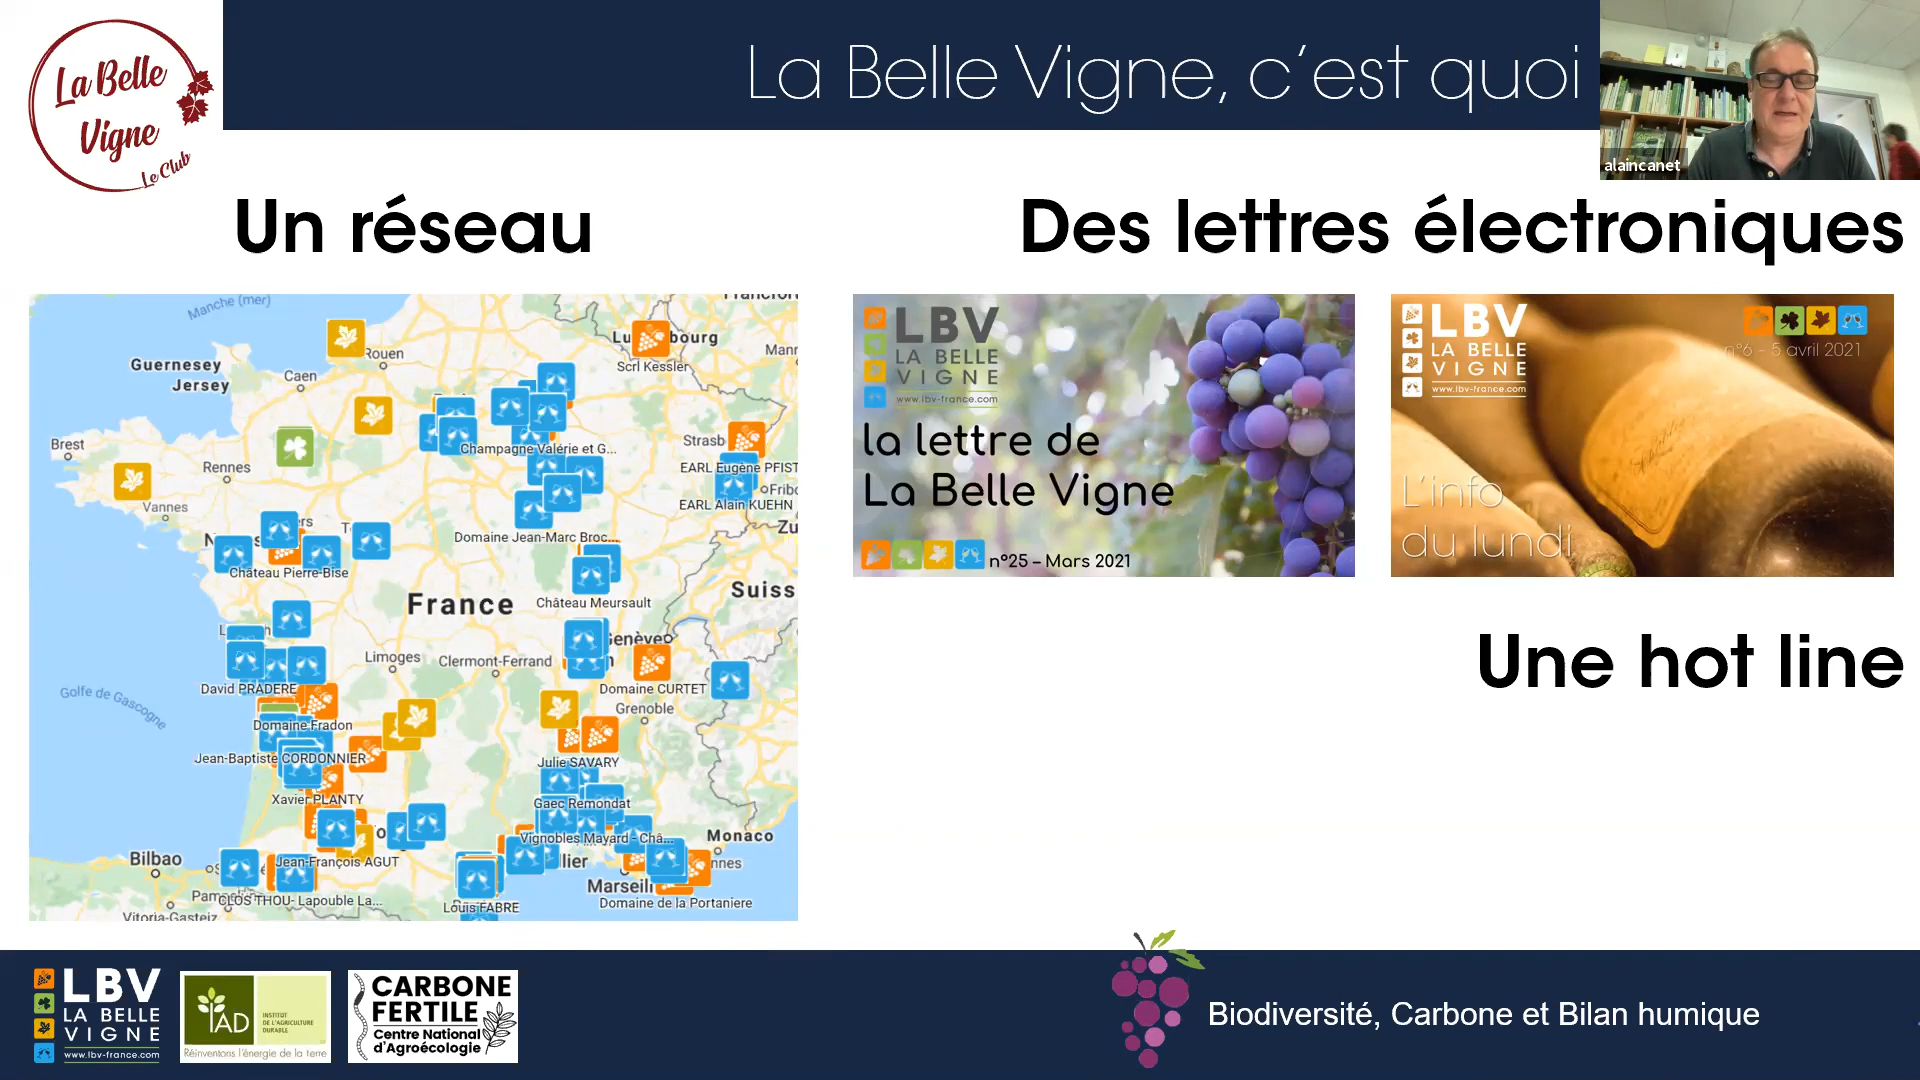 La Belle
Vigne
Le Club
La Belle Vigne, c'est quoi
alaincanet
Un réseau
Des lettres électroniques
Manche (mer)
Guernesey
Jersey
Rouen
Caen
Scrl Kessler
Brest
Rennes
Vannes
Champagne Valérie et G...
EARL Eugène PFIST
EARL Alain KUEHN
Domaine Jean-Marc Broc...
Château Pierre-Bise
France
Château Meursault
Suiss
Limoges
Clermont-Ferrand
Genève
David PRADERE
Domaine CURTET
Golfe de Gascogne
Grenoble
Domaine Fradon
Jean-Baptiste CORDONNIER
Julie SAVARY
Xavier PLANTY
Gaec Remondat
Vignobles Mayard - Châ...
Monaco
Bilbao
Jean-François AGUT
CLOS THOU- Lapouble La...
Louis FABRE
Marseill
Domaine de la Portaniere
Vitoria-Gasteiz
LBV
LA BELLE
VIGNE
www.lbv-france.com
la lettre de
La Belle Vigne
n°25 – Mars 2021
LBV
LA BELLE
VIGNE
www.lbv-france.com
n°6 - 5 avril 2021
L'info
du lundi
Une hot line
LBV
LA BELLE
VIGNE
www.lbv-france.com
IAD
INSTITUT
DE L'AGRICULTURE
DURABLE
Réinventons l'énergie de la terre
CARBONE
FERTILE
Centre National
d'Agroécologie
Biodiversité, Carbone et Bilan humique